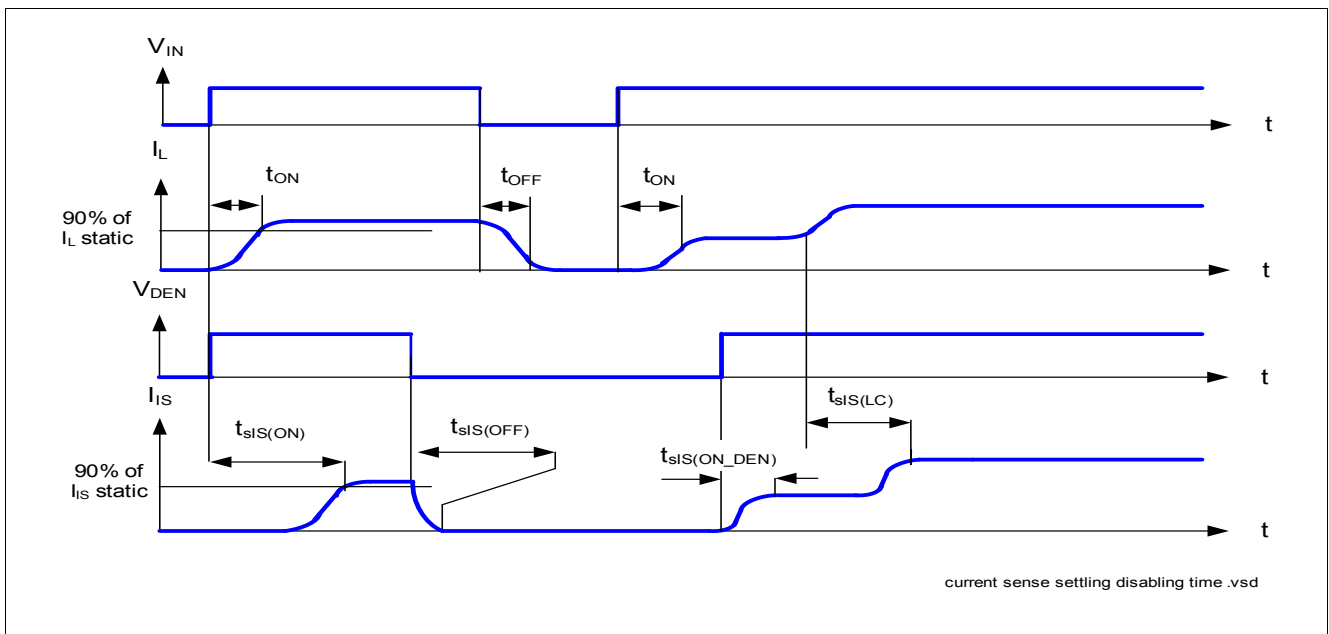 VIN
t
IL
tON
tOFF
tON
90% of
IL static
t
VDEN
t
IIS
tsIS(ON)
tsIS(OFF)
tsIS(LC)
tsIS(ON_DEN)
90% of
IIS static
t
current sense settling disabling time .vsd